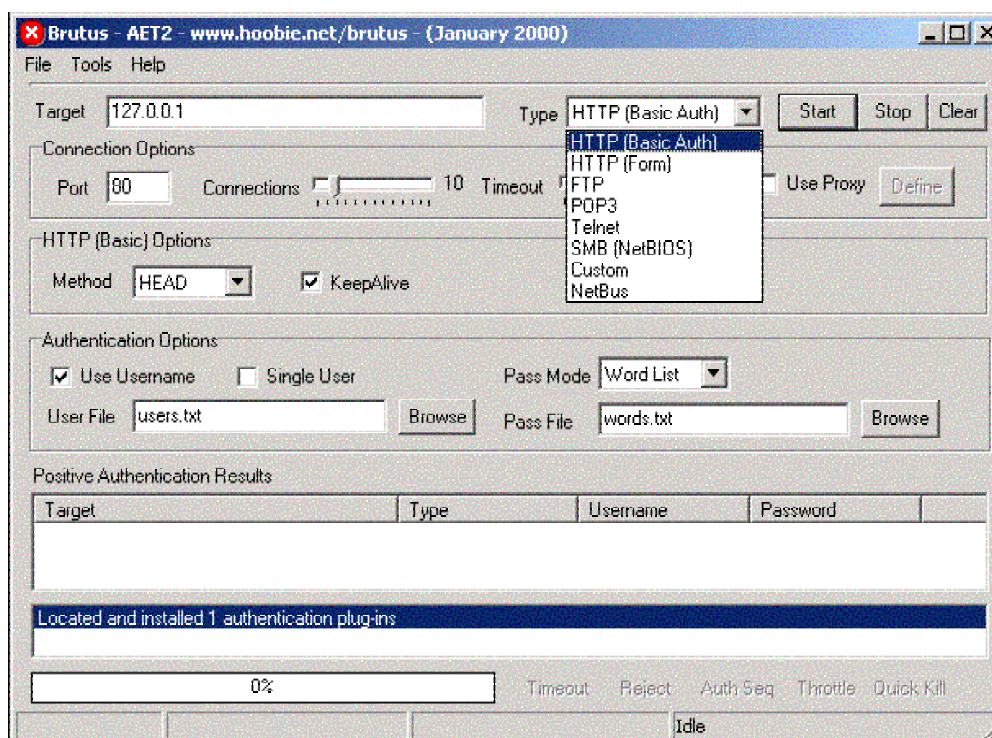 Brutus - AET2 - www.hoobie.net/brutus - (January 2000)
File Tools Help
Target 127.0.0.1 Type HTTP (Basic Auth) Start Stop Clear
HTTP (Basic Auth)
HTTP (Form)
FTP
POP3
Telnet
SMB (NetBIOS)
Custom
NetBus
Connection Options
Port 80 Connections 10 Timeout Use Proxy Define
HTTP (Basic) Options
Method HEAD KeepAlive
Authentication Options
Use Username Single User Pass Mode Word List
User File users.txt Browse Pass File words.txt Browse
Positive Authentication Results
Target Type Username Password
Located and installed 1 authentication plug-ins
0% Timeout Reject Auth Seq Throttle Quick Kill
Idle